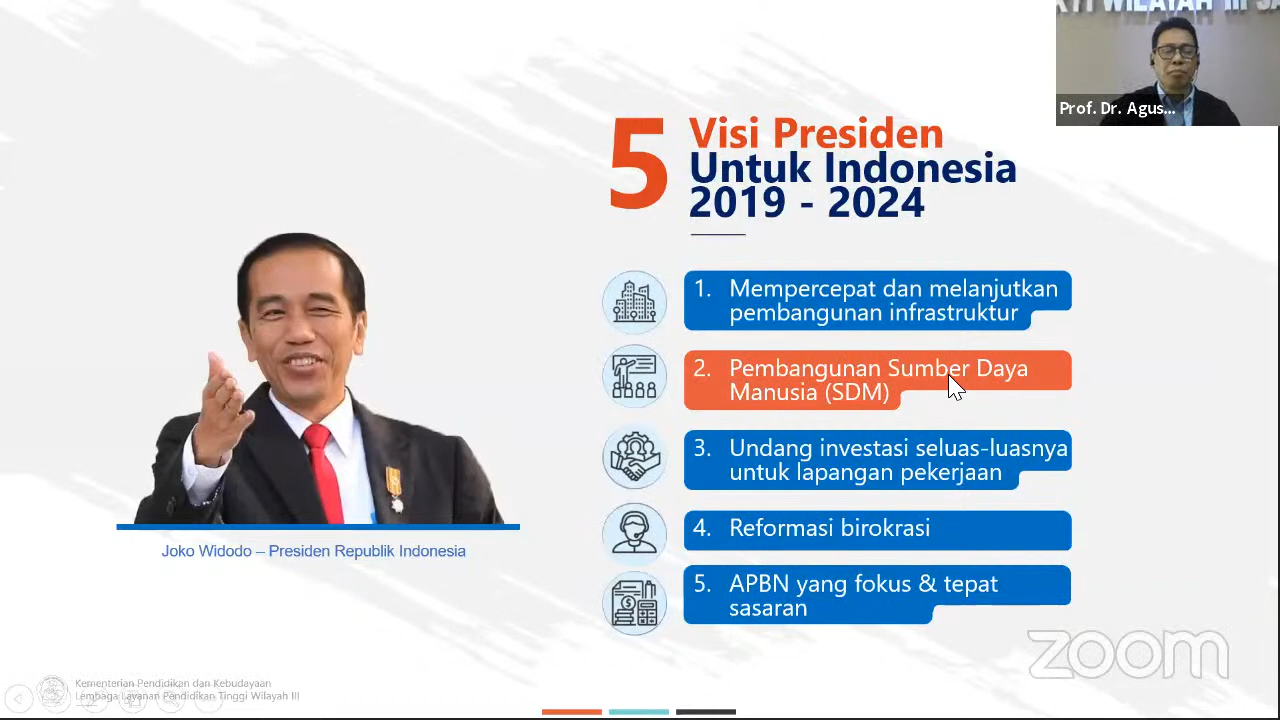 WILAYAH III
Prof. Dr. Agus...
5
Visi Presiden
Untuk Indonesia
2019 - 2024
1. Mempercepat dan melanjutkan
pembangunan infrastruktur
2. Pembangunan Sumber Daya
Manusia (SDM)
3. Undang investasi seluas-luasnya
untuk lapangan pekerjaan
4. Reformasi birokrasi
5. APBN yang fokus & tepat
sasaran
Joko Widodo – Presiden Republik Indonesia
Kementerian Pendidikan dan Kebudayaan
Lembaga Layanan Pendidikan Tinggi Wilayah III
zoom